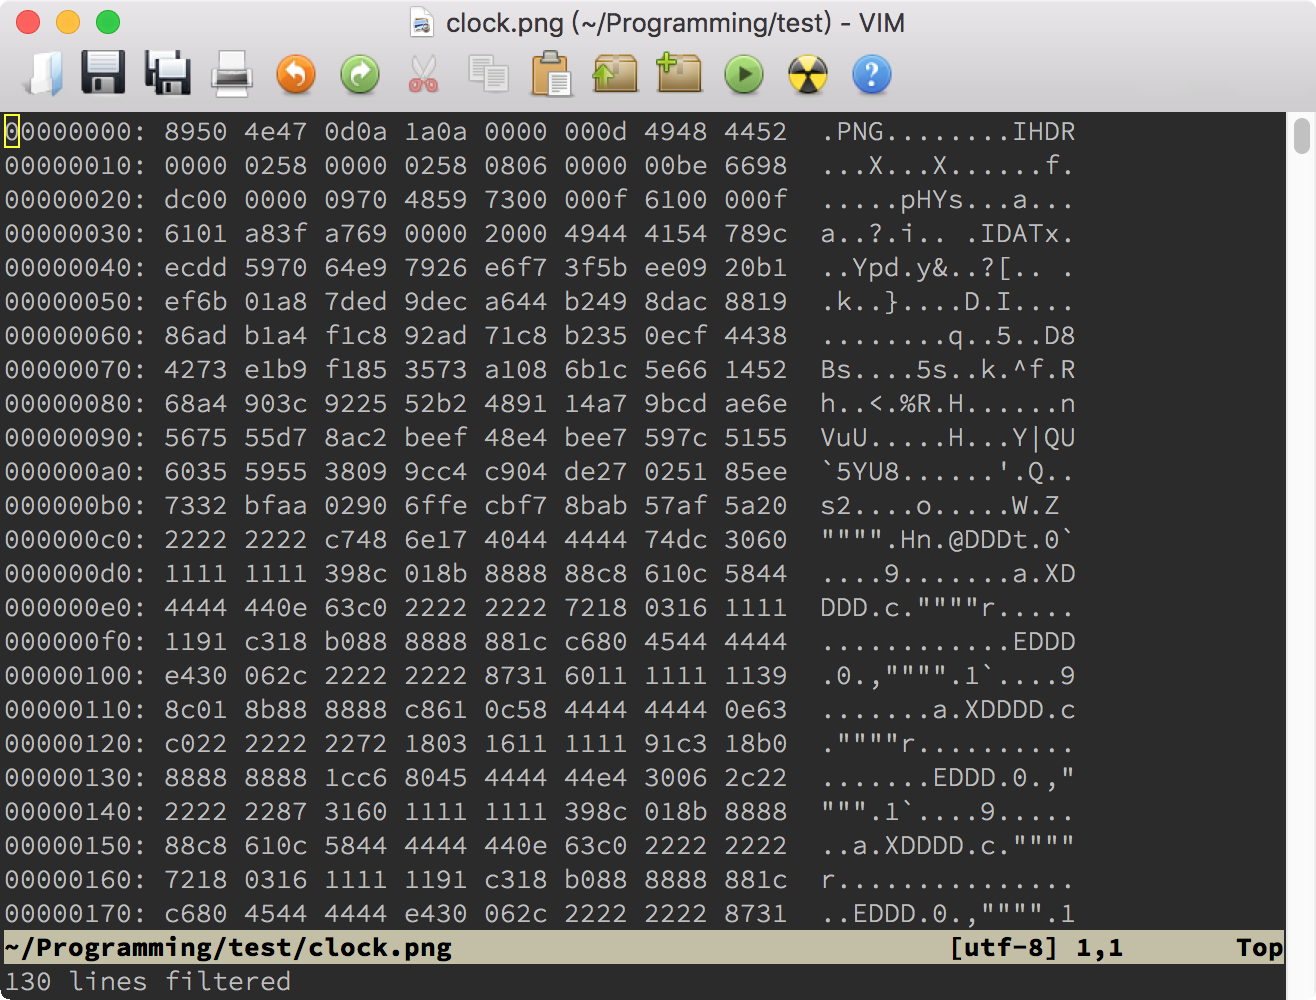 clock.png (~/Programming/test) - VIM
00000000: 8950 4e47 0d0a 1a0a 0000 000d 4948 4452  .PNG........IHDR
00000010: 0000 0258 0000 0258 0806 0000 00be 6698  ...X...X......f.
00000020: dc00 0000 0970 4859 7300 000f 6100 000f  .....pHYs...a...
00000030: 6101 a83f a769 0000 2000 4944 4154 789c  a..?.i.. .IDATx.
00000040: ecdd 5970 64e9 7926 e6f7 3f5b ee09 20b1  ..Ypd.y&..?[.. .
00000050: ef6b 01a8 7ded 9dec a644 b249 8dac 8819  .k..}....D.I....
00000060: 86ad b1a4 f1c8 92ad 71c8 b235 0ecf 4438  ........q..5..D8
00000070: 4273 e1b9 f185 3573 a108 6b1c 5e66 1452  Bs....5s..k.^f.R
00000080: 68a4 903c 9225 52b2 4891 14a7 9bcd ae6e  h..<.%R.H......n
00000090: 5675 55d7 8ac2 beef 48e4 bee7 597c 5155  VuU.....H...Y|QU
000000a0: 6035 5955 3809 9cc4 c904 de27 0251 85ee  `5YU8......'.Q..
000000b0: 7332 bfaa 0290 6ffe cbf7 8bab 57af 5a20  s2....o.....W.Z
000000c0: 2222 2222 c748 6e17 4044 4444 74dc 3060  """".Hn.@DDDt.0`
000000d0: 1111 1111 398c 018b 8888 88c8 610c 5844  ....9.......a.XD
000000e0: 4444 440e 63c0 2222 2222 7218 0316 1111  DDD.c.""""r.....
000000f0: 1191 c318 b088 8888 881c c680 4544 4444  ............EDDD
00000100: e430 062c 2222 2222 8731 6011 1111 1139  .0.,"""".1`....9
00000110: 8c01 8b88 8888 c861 0c58 4444 4444 0e63  .......a.XDDDD.c
00000120: c022 2222 2272 1803 1611 1111 91c3 18b0  .""""r..........
00000130: 8888 8888 1cc6 8045 4444 44e4 3006 2c22  .......EDDD.0.,"
00000140: 2222 2287 3160 1111 1111 398c 018b 8888  """.1`....9.....
00000150: 88c8 610c 5844 4444 440e 63c0 2222 2222  ..a.XDDDD.c.""""
00000160: 7218 0316 1111 1191 c318 b088 8888 881c  r...............
00000170: c680 4544 4444 e430 062c 2222 2222 8731  ..EDDD.0.,"""".1
~/Programming/test/clock.png [utf-8] 1,1 Top
130 lines filtered